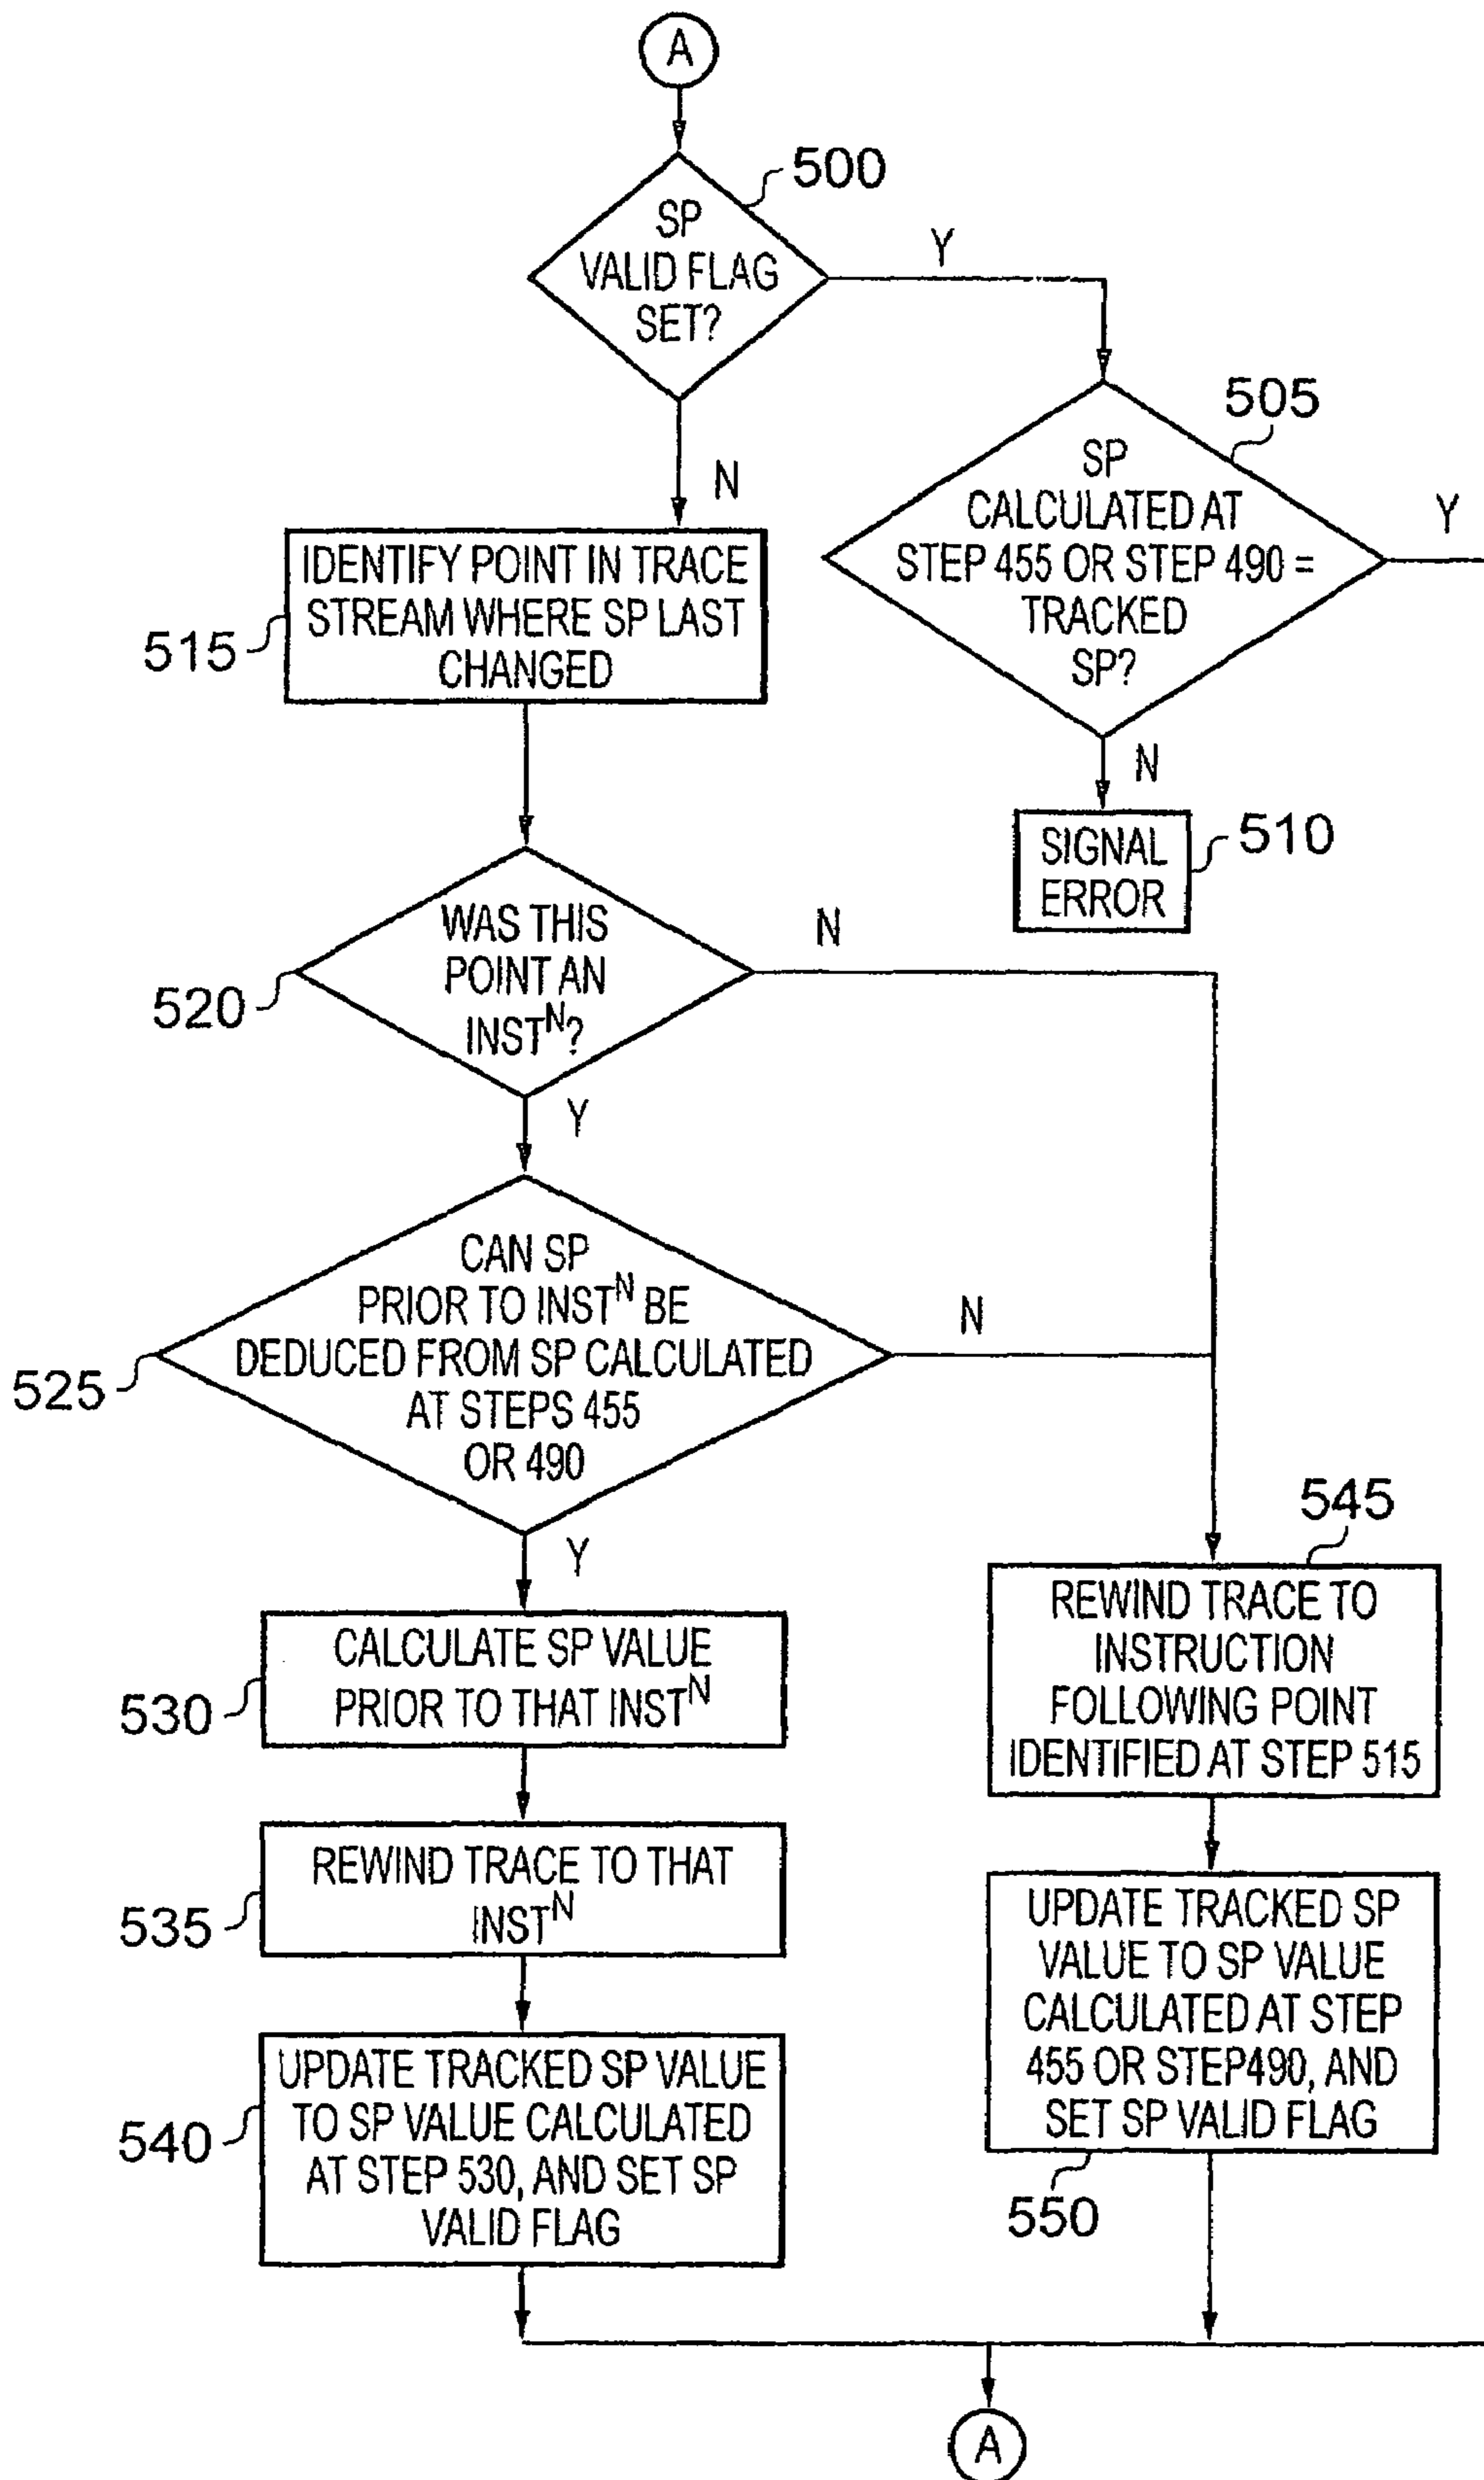 A
500
SP
VALID FLAG
SET?
Y
N
505
SP
CALCULATED AT
STEP 455 OR STEP 490 =
TRACKED
SP?
Y
N
510
SIGNAL
ERROR
515
IDENTIFY POINT IN TRACE
STREAM WHERE SP LAST
CHANGED
520
WAS THIS
POINT AN
INSTᴺ?
N
Y
525
CAN SP
PRIOR TO INSTᴺ BE
DEDUCED FROM SP CALCULATED
AT STEPS 455
OR 490
N
Y
530
CALCULATE SP VALUE
PRIOR TO THAT INSTᴺ
535
REWIND TRACE TO THAT
INSTᴺ
540
UPDATE TRACKED SP VALUE
TO SP VALUE CALCULATED
AT STEP 530, AND SET SP
VALID FLAG
545
REWIND TRACE TO
INSTRUCTION
FOLLOWING POINT
IDENTIFIED AT STEP 515
UPDATE TRACKED SP
VALUE TO SP VALUE
CALCULATED AT STEP
455 OR STEP490, AND
SET SP VALID FLAG
550
A